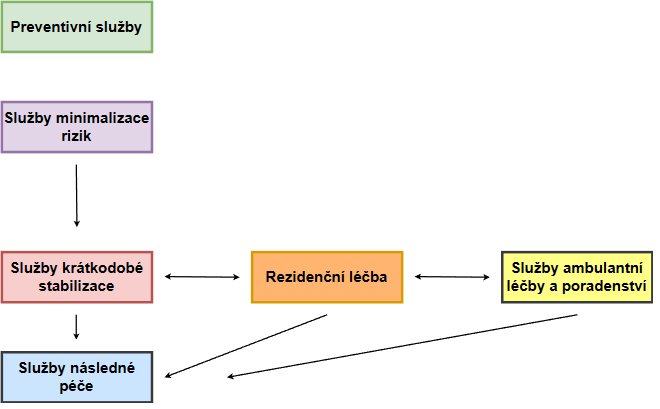 Preventivní služby
Služby minimalizace
rizik
Služby krátkodobé
stabilizace
Rezidenční léčba
Služby ambulantní
léčby a poradenství
Služby následné
péče